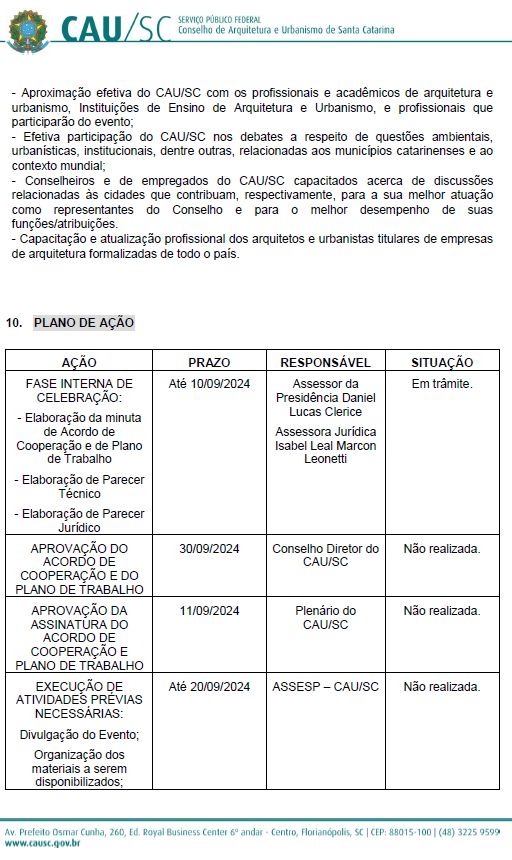 CAU/SC
SERVIÇO PÚBLICO FEDERAL
Conselho de Arquitetura e Urbanismo de Santa Catarina
- Aproximação efetiva do CAU/SC com os profissionais e acadêmicos de arquitetura e
urbanismo, Instituições de Ensino de Arquitetura e Urbanismo, e profissionais que
participarão do evento;
- Efetiva participação do CAU/SC nos debates a respeito de questões ambientais,
urbanísticas, institucionais, dentre outras, relacionadas aos municípios catarinenses e ao
contexto mundial;
- Conselheiros e de empregados do CAU/SC capacitados acerca de discussões
relacionadas às cidades que contribuam, respectivamente, para a sua melhor atuação
como representantes do Conselho e para o melhor desempenho de suas
funções/atribuições.
- Capacitação e atualização profissional dos arquitetos e urbanistas titulares de empresas
de arquitetura formalizadas de todo o país.
10. PLANO DE AÇÃO
AÇÃO PRAZO RESPONSÁVEL SITUAÇÃO
FASE INTERNA DE
CELEBRAÇÃO:
- Elaboração da minuta
de Acordo de
Cooperação e de Plano
de Trabalho
- Elaboração de Parecer
Técnico
- Elaboração de Parecer
Jurídico
Até 10/09/2024
Assessor da
Presidência Daniel
Lucas Clerice
Assessora Jurídica
Isabel Leal Marcon
Leonetti
Em trâmite.
APROVAÇÃO DO
ACORDO DE
COOPERAÇÃO E DO
PLANO DE TRABALHO
30/09/2024
Conselho Diretor do
CAU/SC
Não realizada.
APROVAÇÃO DA
ASSINATURA DO
ACORDO DE
COOPERAÇÃO E
PLANO DE TRABALHO
11/09/2024
Plenário do
CAU/SC
Não realizada.
EXECUÇÃO DE
ATIVIDADES PRÉVIAS
NECESSÁRIAS:
Divulgação do Evento;
Organização dos
materiais a serem
disponibilizados;
Até 20/09/2024
ASSESP – CAU/SC
Não realizada.
Av. Prefeito Osmar Cunha, 260, Ed. Royal Business Center 6º andar - Centro, Florianópolis, SC | CEP: 88015-100 | (48) 3225 9599
www.causc.gov.br